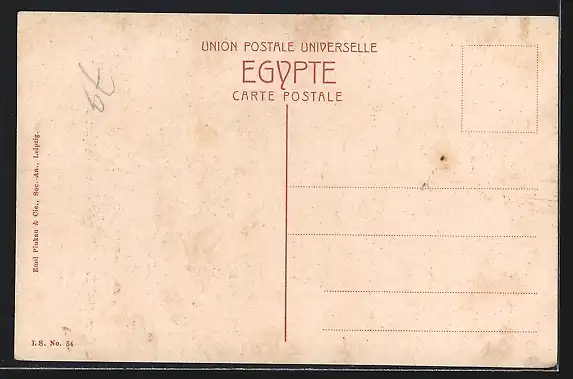 UNION POSTALE UNIVERSELLE
EGYPTE
CARTE POSTALE
Emil Pinkau & Cie., Soc. An., Leipzig.
I. S. No. 54